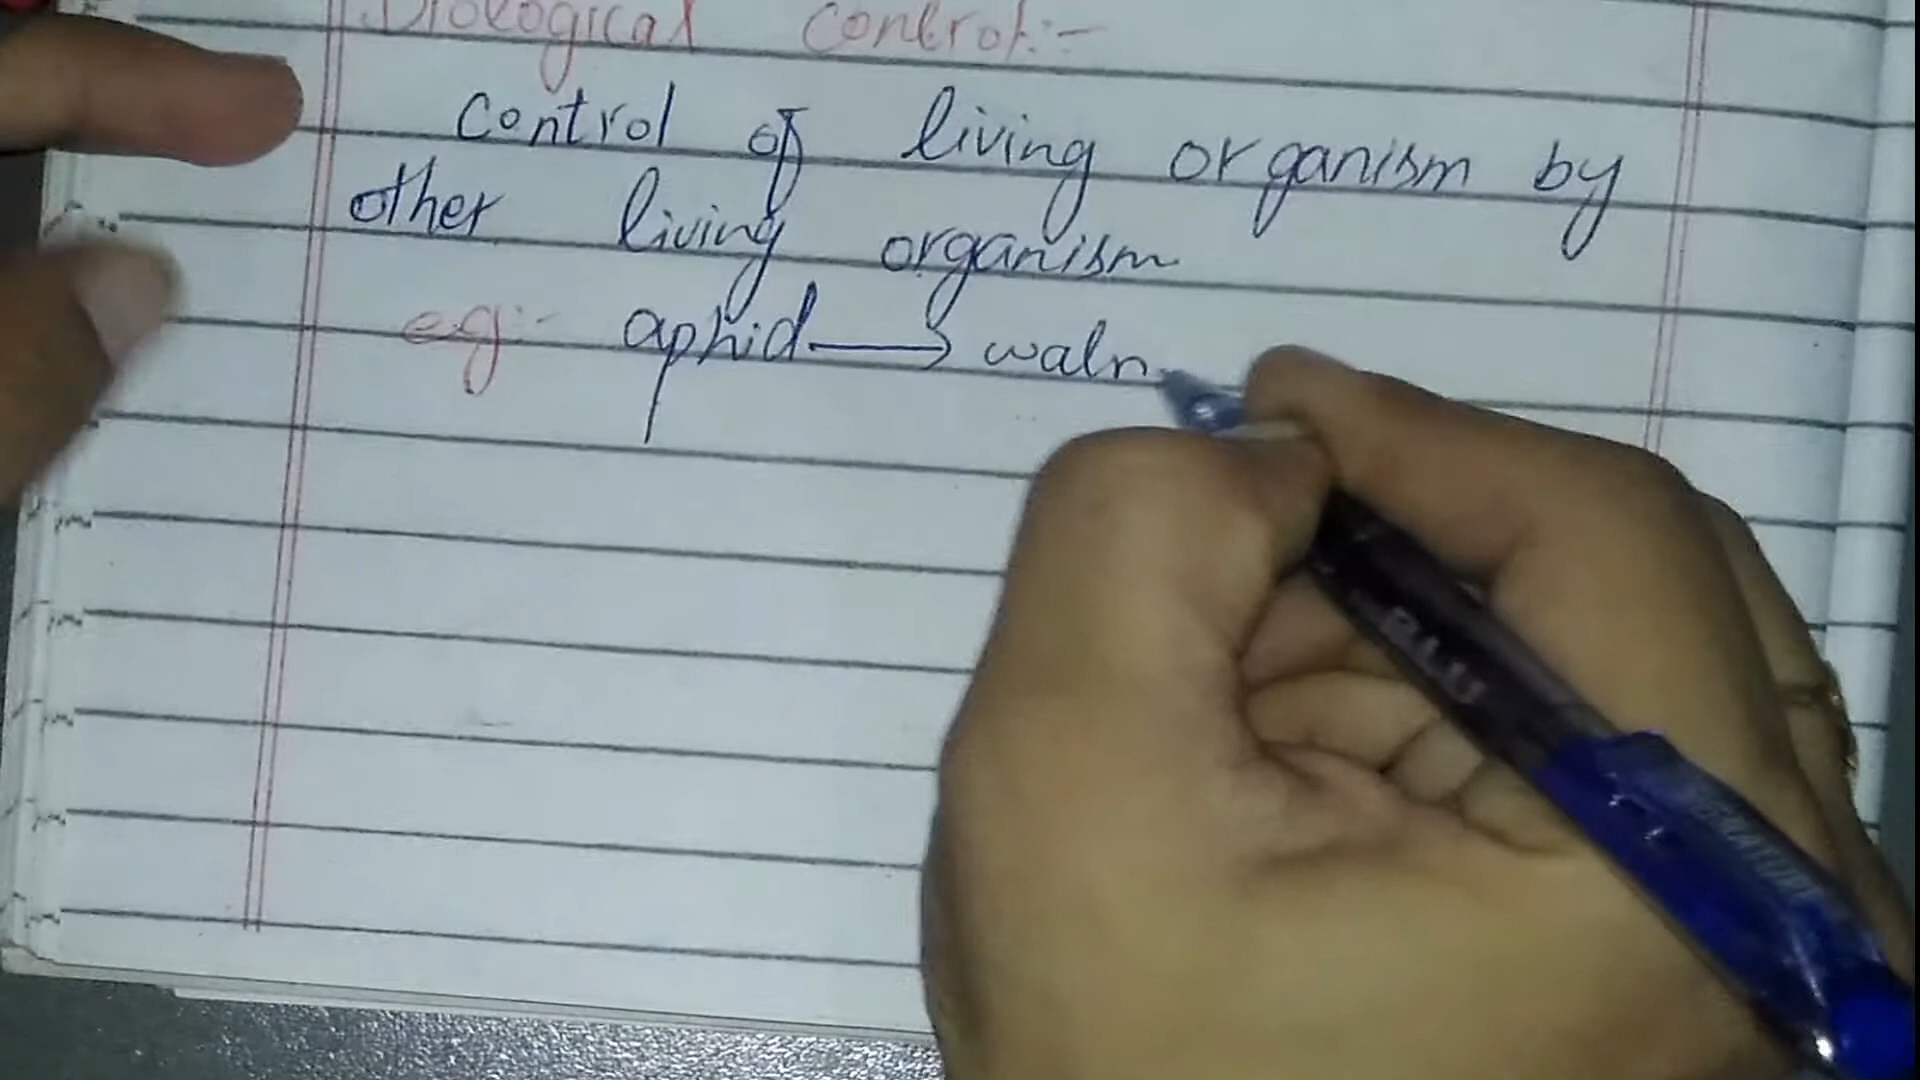 Biological control:-
control of living organism by
other living organism
eg:- aphid → waln